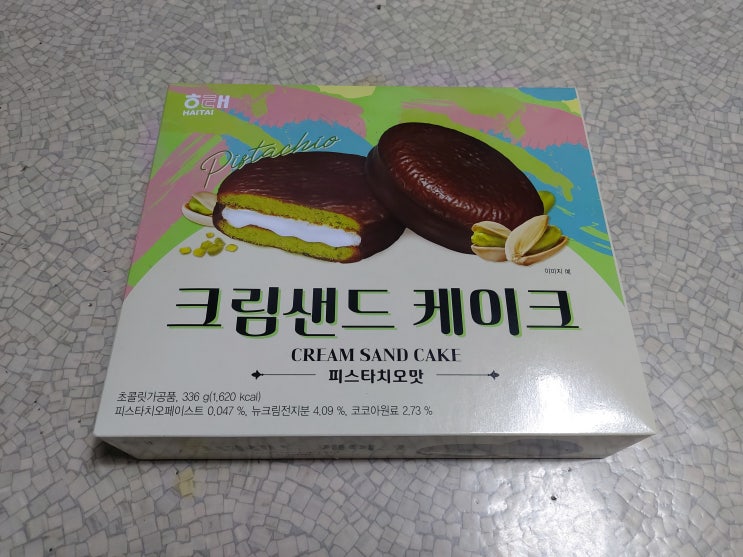 해태
HAITAI
Pistachio
이미지 예
크림샌드 케이크
CREAM SAND CAKE
피스타치오맛
초콜릿가공품, 336 g(1,620 kcal)
피스타치오페이스트 0.047 %, 뉴크림전지분 4.09 %, 코코아원료 2.73 %